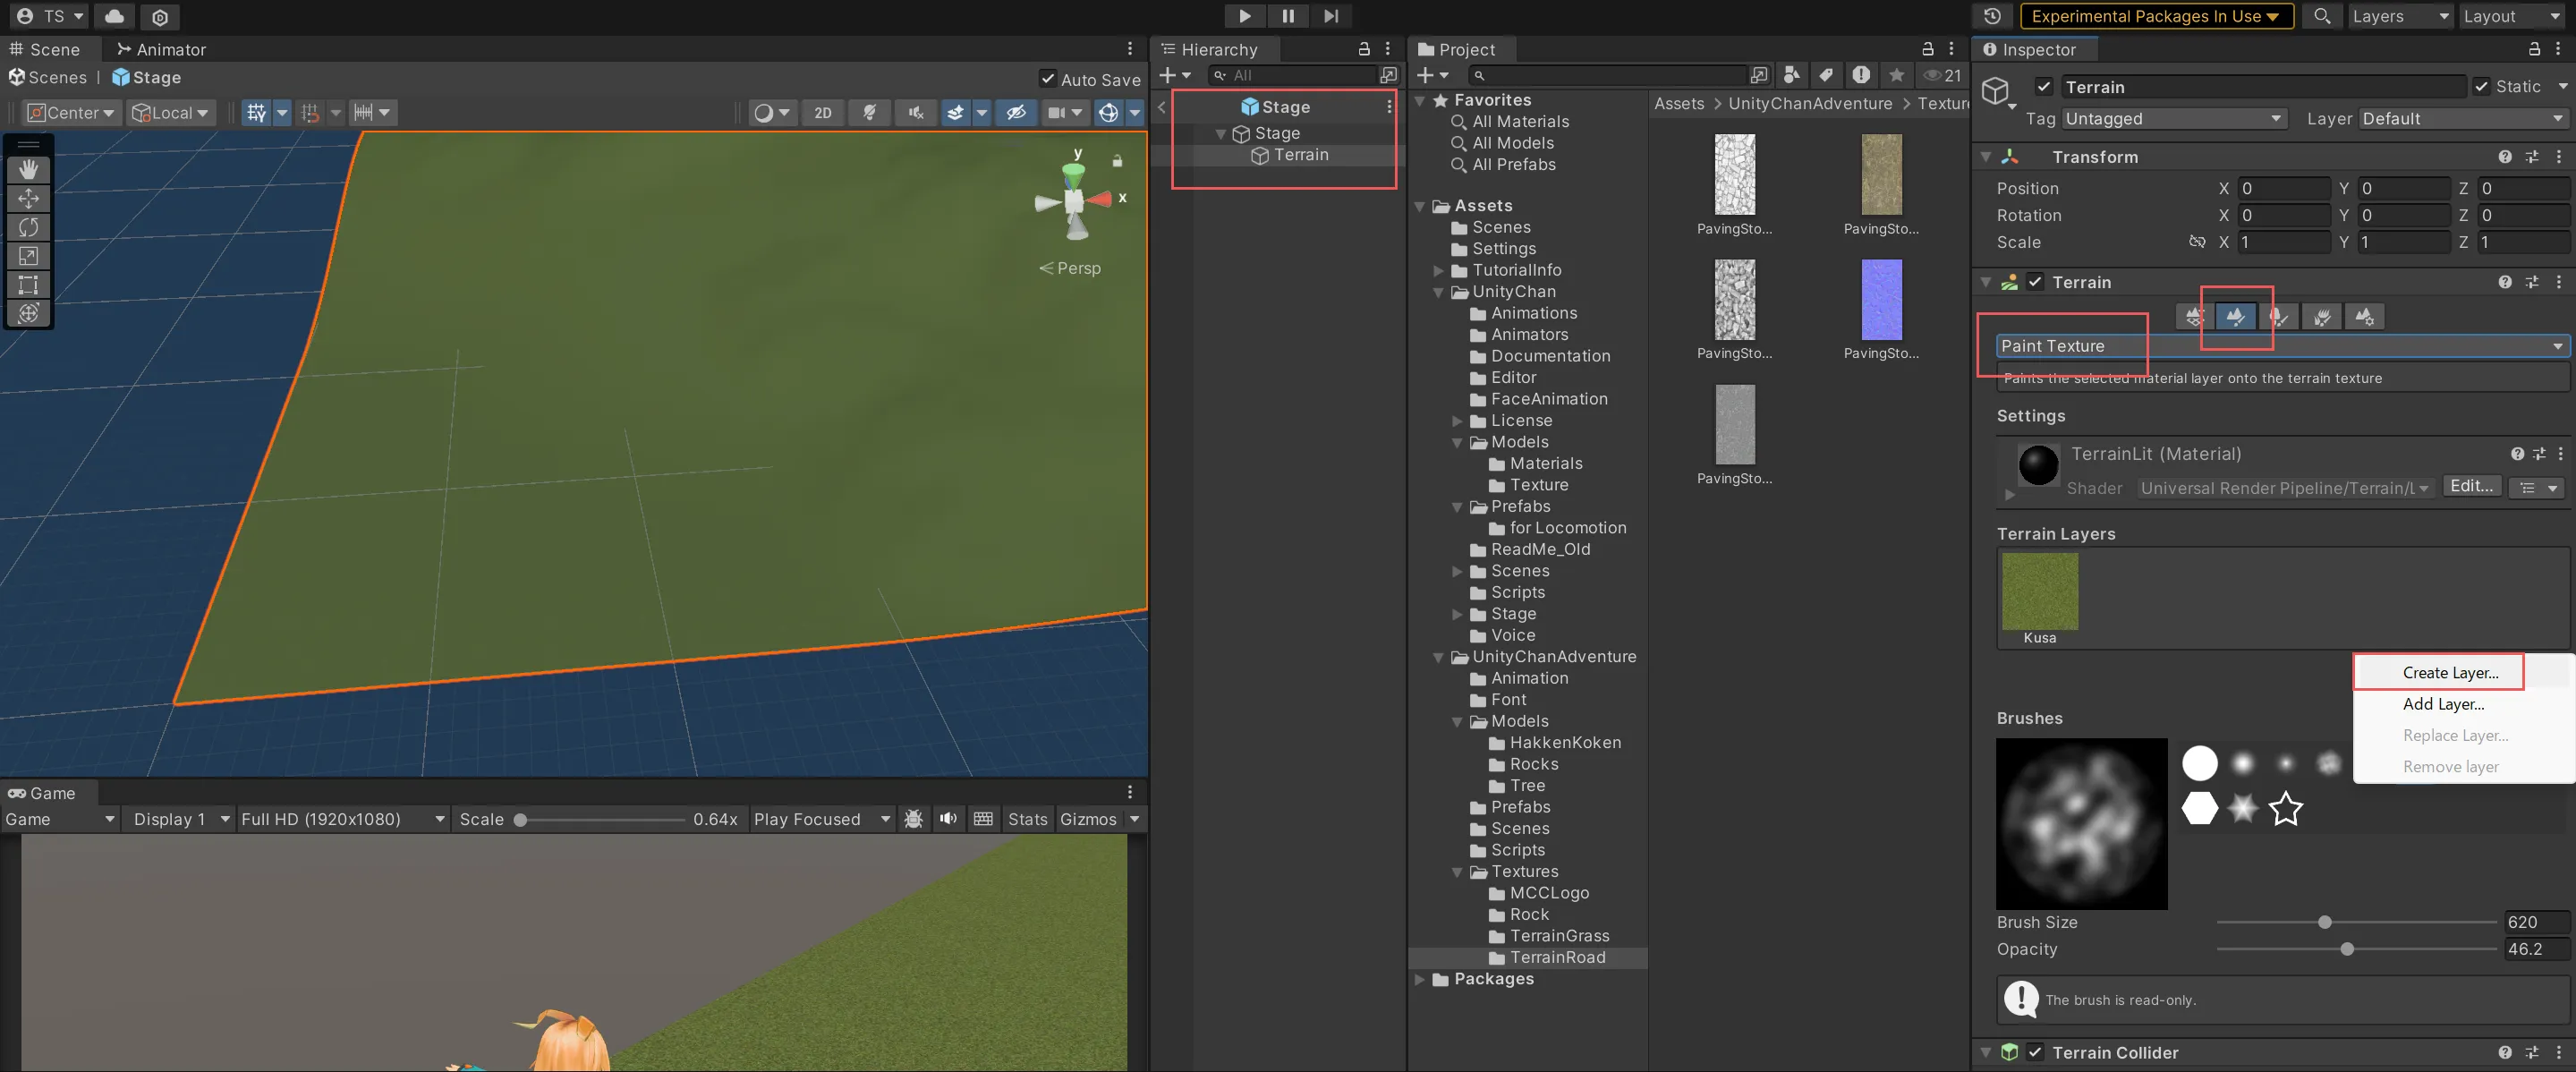 TS
Experimental Packages In Use
Layers
Layout
Scene
Animator
Scenes
Stage
Auto Save
Center
Local
2D
y
x
Persp
Game
Game
Display 1
Full HD (1920x1080)
Scale
0.64x
Play Focused
Stats
Gizmos
Hierarchy
All
Stage
Stage
Terrain
Project
21
Favorites
All Materials
All Models
All Prefabs
Assets
Scenes
Settings
TutorialInfo
UnityChan
Animations
Animators
Documentation
Editor
FaceAnimation
License
Models
Materials
Texture
Prefabs
for Locomotion
ReadMe_Old
Scenes
Scripts
Stage
Voice
UnityChanAdventure
Animation
Font
Models
HakkenKoken
Rocks
Tree
Prefabs
Scenes
Scripts
Textures
MCCLogo
Rock
TerrainGrass
TerrainRoad
Packages
Assets > UnityChanAdventure >
PavingSto...
PavingSto...
PavingSto...
PavingSto...
PavingSto...
Inspector
Terrain
Static
Tag Untagged
Layer Default
Transform
Position X 0 Y 0 Z 0
Rotation X 0 Y 0 Z 0
Scale X 1 Y 1 Z 1
Terrain
Paint Texture
Paints the selected material layer onto the terrain texture
Settings
TerrainLit (Material)
Shader Universal Render Pipeline/Terrain/L
Edit...
Terrain Layers
Kusa
Create Layer...
Add Layer...
Replace Layer...
Remove layer
Brushes
Brush Size 620
Opacity 46.2
The brush is read-only.
Terrain Collider